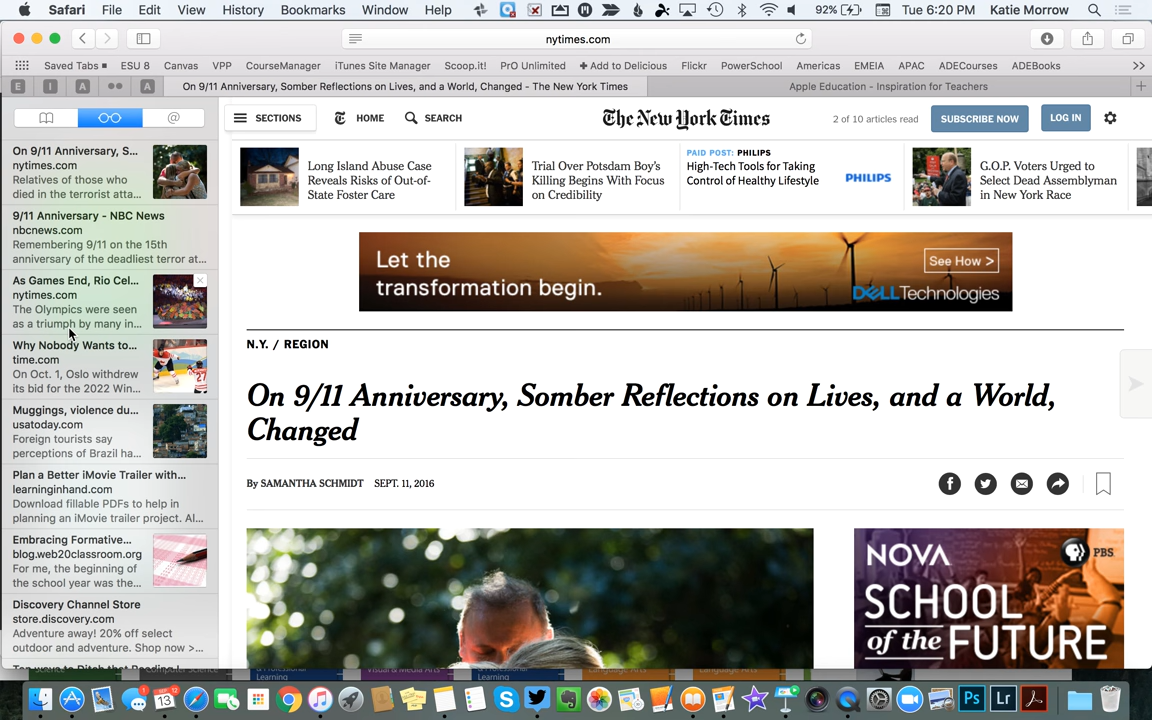 Safari File Edit View History Bookmarks Window Help 92% Tue 6:20 PM Katie Morrow
nytimes.com
Saved Tabs ESU 8 Canvas VPP CourseManager iTunes Site Manager Scoop.it! PrO Unlimited + Add to Delicious Flickr PowerSchool Americas EMEIA APAC ADECourses ADEBooks >>
E I A A On 9/11 Anniversary, Somber Reflections on Lives, and a World, Changed - The New York Times Apple Education - Inspiration for Teachers +
@
SECTIONS HOME SEARCH The New York Times 2 of 10 articles read SUBSCRIBE NOW LOG IN
Long Island Abuse Case
Reveals Risks of Out-of-
State Foster Care
Trial Over Potsdam Boy's
Killing Begins With Focus
on Credibility
PAID POST: PHILIPS
High-Tech Tools for Taking
Control of Healthy Lifestyle
PHILIPS
G.O.P. Voters Urged to
Select Dead Assemblyman
in New York Race
On 9/11 Anniversary, S...
nytimes.com
Relatives of those who
died in the terrorist atta...
9/11 Anniversary - NBC News
nbcnews.com
Remembering 9/11 on the 15th
anniversary of the deadliest terror at...
As Games End, Rio Cel...
nytimes.com
The Olympics were seen
as a triumph by many in...
Why Nobody Wants to...
time.com
On Oct. 1, Oslo withdrew
its bid for the 2022 Win...
Muggings, violence du...
usatoday.com
Foreign tourists say
perceptions of Brazil ha...
Plan a Better iMovie Trailer with...
learninginhand.com
Download fillable PDFs to help in
planning an iMovie trailer project. Al...
Embracing Formative...
blog.web20classroom.org
For me, the beginning of
the school year was the...
Discovery Channel Store
store.discovery.com
Adventure away! 20% off select
outdoor and adventure. Shop now >...
Let the
transformation begin.
See How >
DELL Technologies
N.Y. / REGION
On 9/11 Anniversary, Somber Reflections on Lives, and a World,
Changed
By SAMANTHA SCHMIDT SEPT. 11, 2016
NOVA PBS
SCHOOL
of the FUTURE
Learning
Learning
1
SEP 12
13
Ps Lr